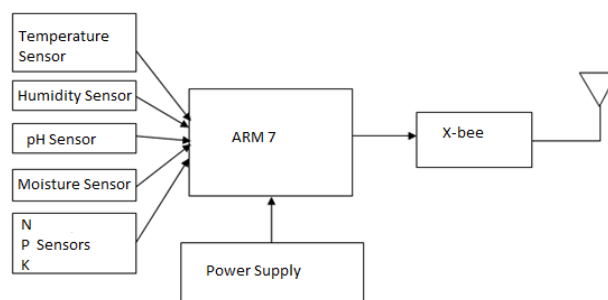 Temperature
Sensor
Humidity Sensor
pH Sensor
Moisture Sensor
N
P Sensors
K
ARM 7
X-bee
Power Supply